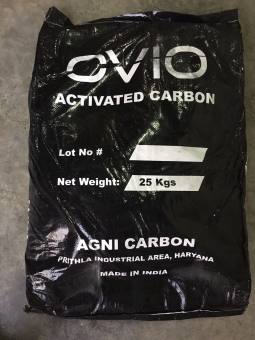 OVIO
ACTIVATED CARBON
Lot No #
Net Weight: 25 Kgs
AGNI CARBON
PRITHLA INDUSTRIAL AREA, HARYANA
MADE IN INDIA